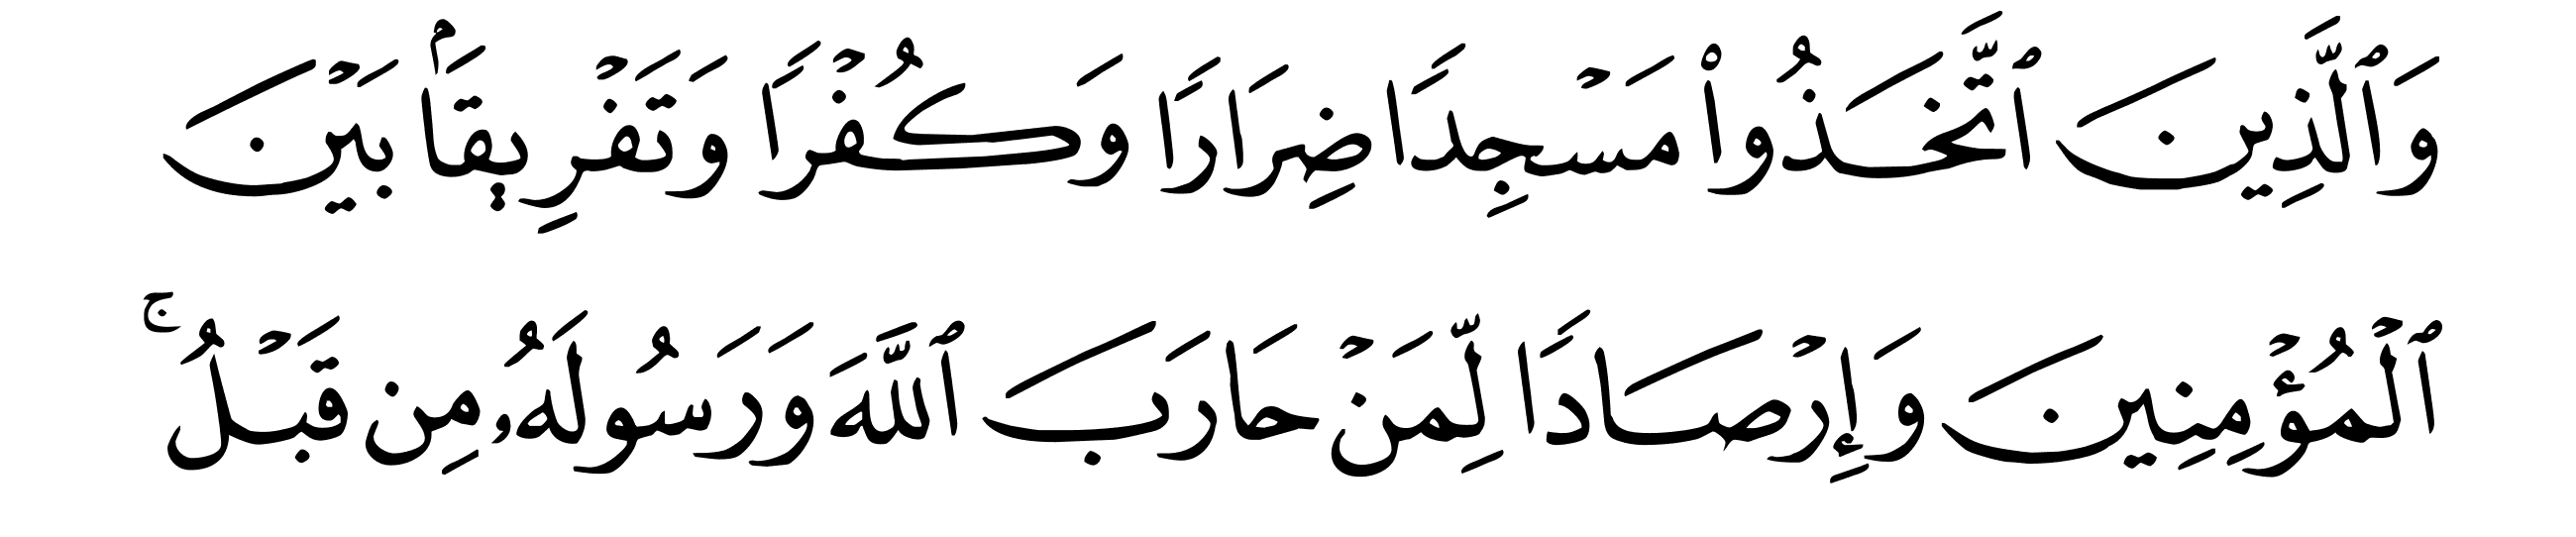 وَٱلَّذِينَ ٱتَّخَذُوا۟ مَسْجِدًا ضِرَارًا وَكُفْرًا وَتَفْرِيقَۢا بَيْنَ
ٱلْمُؤْمِنِينَ وَإِرْصَادًا لِّمَنْ حَارَبَ ٱللَّهَ وَرَسُولَهُۥ مِن قَبْلُ ۚ